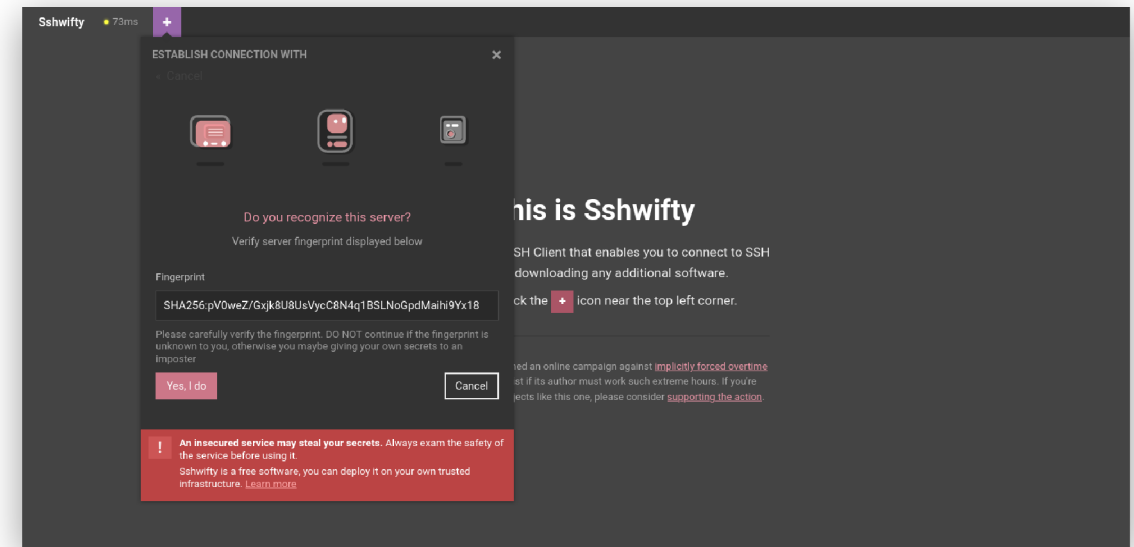 Sshwifty
73ms
+
ESTABLISH CONNECTION WITH
×
Cancel
Do you recognize this server?
Verify server fingerprint displayed below
Fingerprint
SHA256:pV0weZ/Gxjk8U8UsVycC8N4q1BSLNoGpdMaihi9Yx18
Please carefully verify the fingerprint. DO NOT continue if the fingerprint is
unknown to you, otherwise you maybe giving your own secrets to an
imposter
Yes, I do
Cancel
! An insecured service may steal your secrets. Always exam the safety of
the service before using it.
Sshwifty is a free software, you can deploy it on your own trusted
infrastructure. Learn more
his is Sshwifty
SH Client that enables you to connect to SSH
downloading any additional software.
ck the + icon near the top left corner.
ed an online campaign against implicitly forced overtime
st if its author must work such extreme hours. If you're
jects like this one, please consider supporting the action.